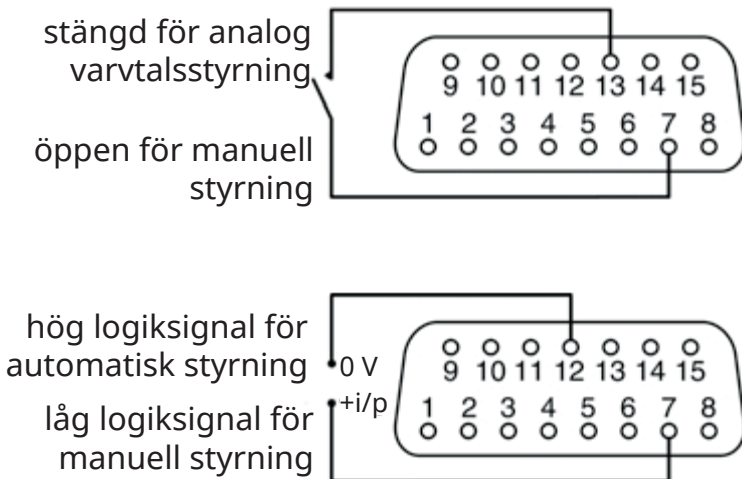 stängd för analog
varvtalsstyrning
öppen för manuell
styrning
9 10 11 12 13 14 15
1 2 3 4 5 6 7 8
hög logiksignal för
automatisk styrning
0 V
+i/p
låg logiksignal för
manuell styrning
9 10 11 12 13 14 15
1 2 3 4 5 6 7 8